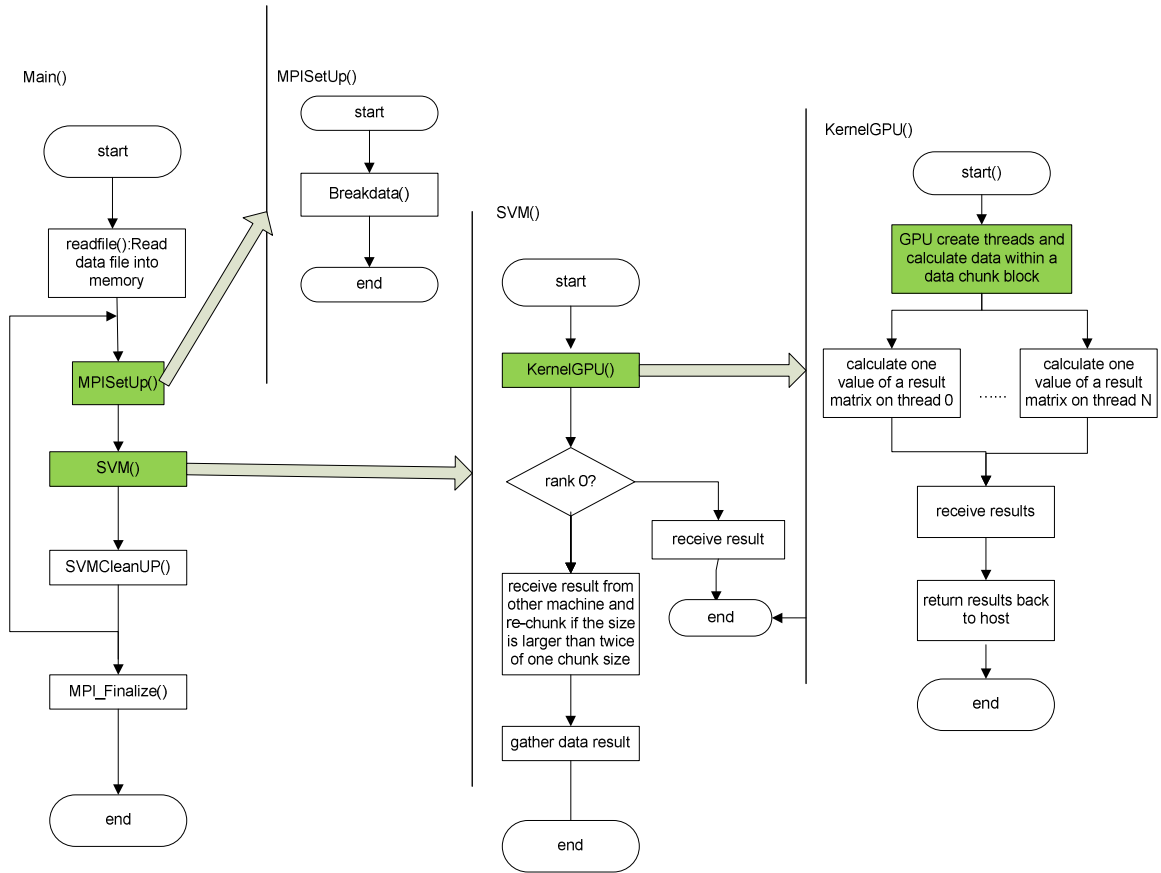 Main()
start
readfile():Read
data file into
memory
MPISetUp()
SVM()
SVMCleanUP()
MPI_Finalize()
end
MPISetUp()
start
Breakdata()
end
SVM()
start
KernelGPU()
rank 0?
receive result
end
receive result from
other machine and
re-chunk if the size
is larger than twice
of one chunk size
gather data result
end
KernelGPU()
start()
GPU create threads and
calculate data within a
data chunk block
calculate one
value of a result
matrix on thread 0
......
calculate one
value of a result
matrix on thread N
receive results
return results back
to host
end